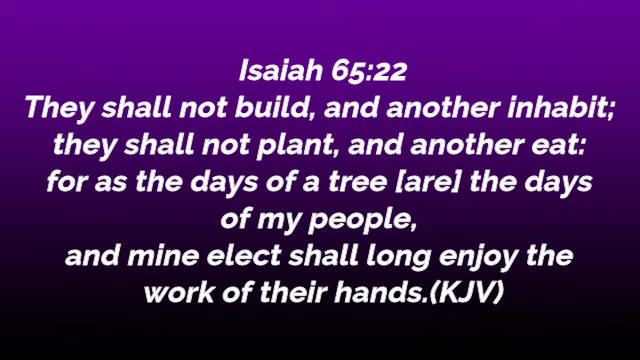 Isaiah 65:22
They shall not build, and another inhabit;
they shall not plant, and another eat:
for as the days of a tree [are] the days
of my people,
and mine elect shall long enjoy the
work of their hands.(KJV)